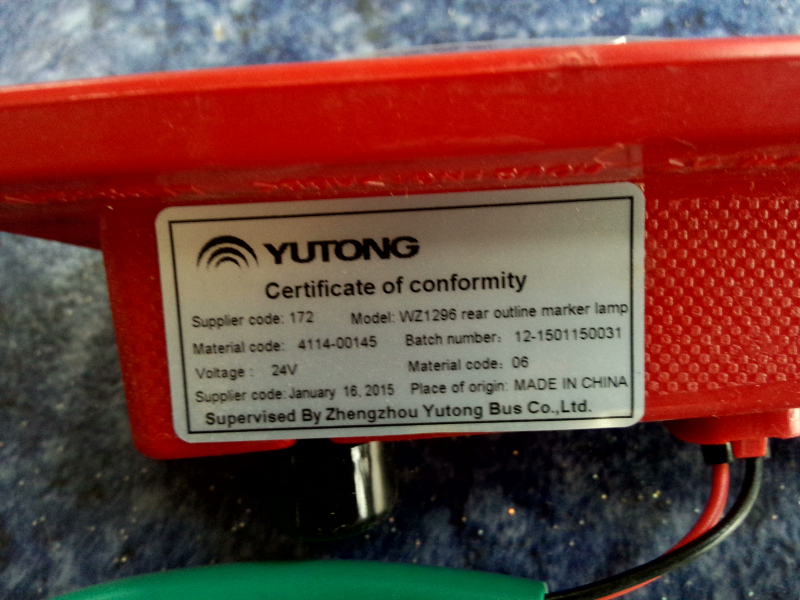 YUTONG
Certificate of conformity
Supplier code: 172 Model: WZ1296 rear outline marker lamp
Material code: 4114-00145 Batch number: 12-1501150031
Voltage : 24V Material code: 06
Supplier code: January 16, 2015 Place of origin: MADE IN CHINA
Supervised By Zhengzhou Yutong Bus Co.,Ltd.